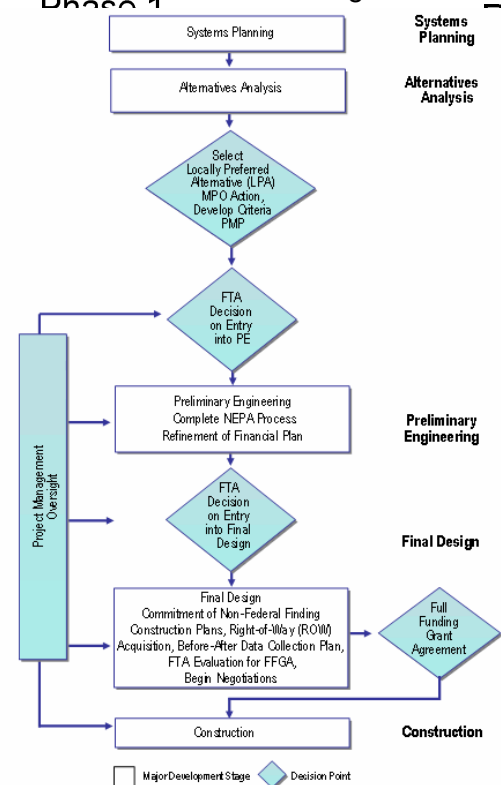 Phase 1
Systems Planning
Systems
Planning
Alternatives Analysis
Alternatives
Analysis
Select
Locally Preferred
Alternative (LPA)
MPO Action,
Develop Criteria
PMP
FTA
Decision
on Entry
into PE
Project Management
Oversight
Preliminary Engineering
Complete NEPA Process
Refinement of Financial Plan
Preliminary
Engineering
FTA
Decision
on Entry
into Final
Design
Final Design
Final Design
Commitment of Non-Federal Finding
Construction Plans, Right-of-Way (ROW)
Acquisition, Before-After Data Collection Plan,
FTA Evaluation for FFGA,
Begin Negotiations
Full
Funding
Grant
Agreement
Construction
Construction
Major Development Stage
Decision Point